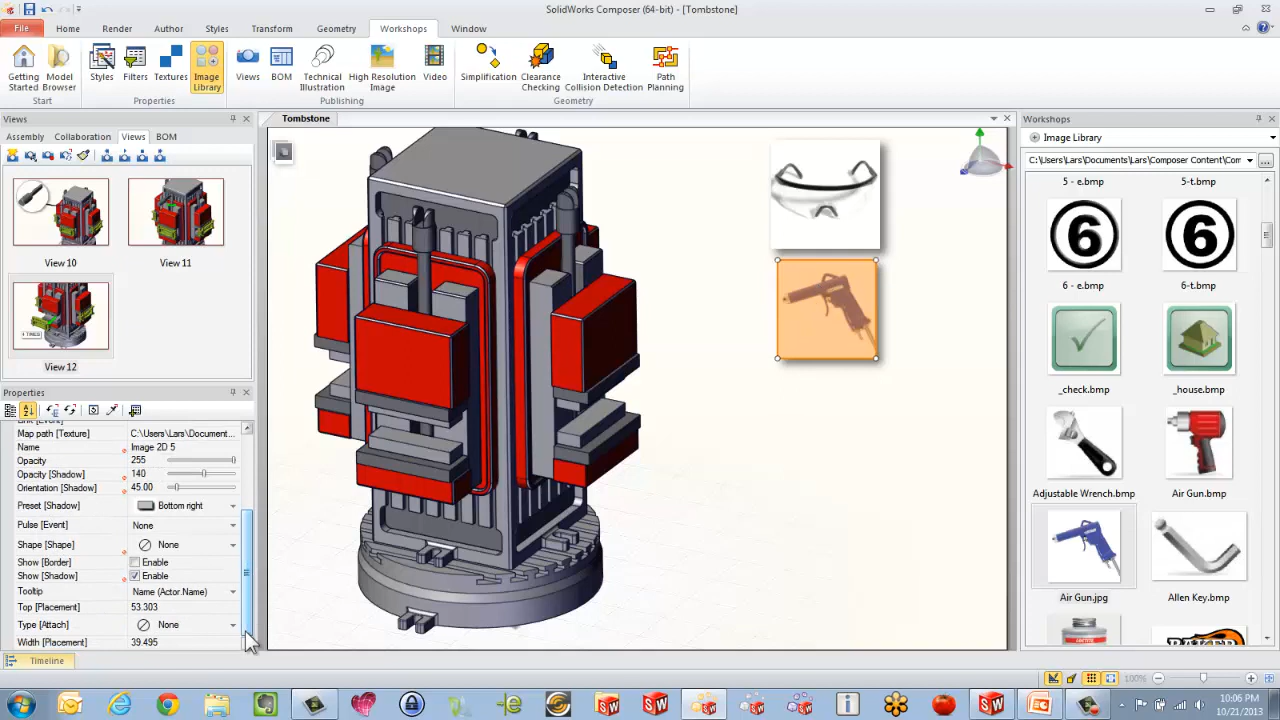 SolidWorks Composer (64-bit) - [Tombstone]
File Home Render Author Styles Transform Geometry Workshops Window
Getting Started
Model Browser
Styles
Filters
Textures
Image Library
Views
BOM
Technical Illustration
High Resolution Image
Video
Simplification
Clearance Checking
Interactive Collision Detection
Path Planning
Start
Properties
Publishing
Geometry
Views
Assembly Collaboration Views BOM
View 10
View 11
4 TIMES
View 12
Properties
Map path [Texture] C:\Users\Lars\Document...
Name Image 2D 5
Opacity 255
Opacity [Shadow] 140
Orientation [Shadow] 45.00
Preset [Shadow] Bottom right
Pulse [Event] None
Shape [Shape] None
Show [Border] Enable
Show [Shadow] Enable
Tooltip Name (Actor.Name)
Top [Placement] 53.303
Type [Attach] None
Width [Placement] 39.495
Timeline
Tombstone
Workshops
Image Library
C:\Users\Lars\Documents\Lars\Composer Content\Com
5 - e.bmp
5-t.bmp
6
6
6 - e.bmp
6-t.bmp
_check.bmp
_house.bmp
Adjustable Wrench.bmp
Air Gun.bmp
Air Gun.jpg
Allen Key.bmp
100%
10:06 PM
10/21/2013